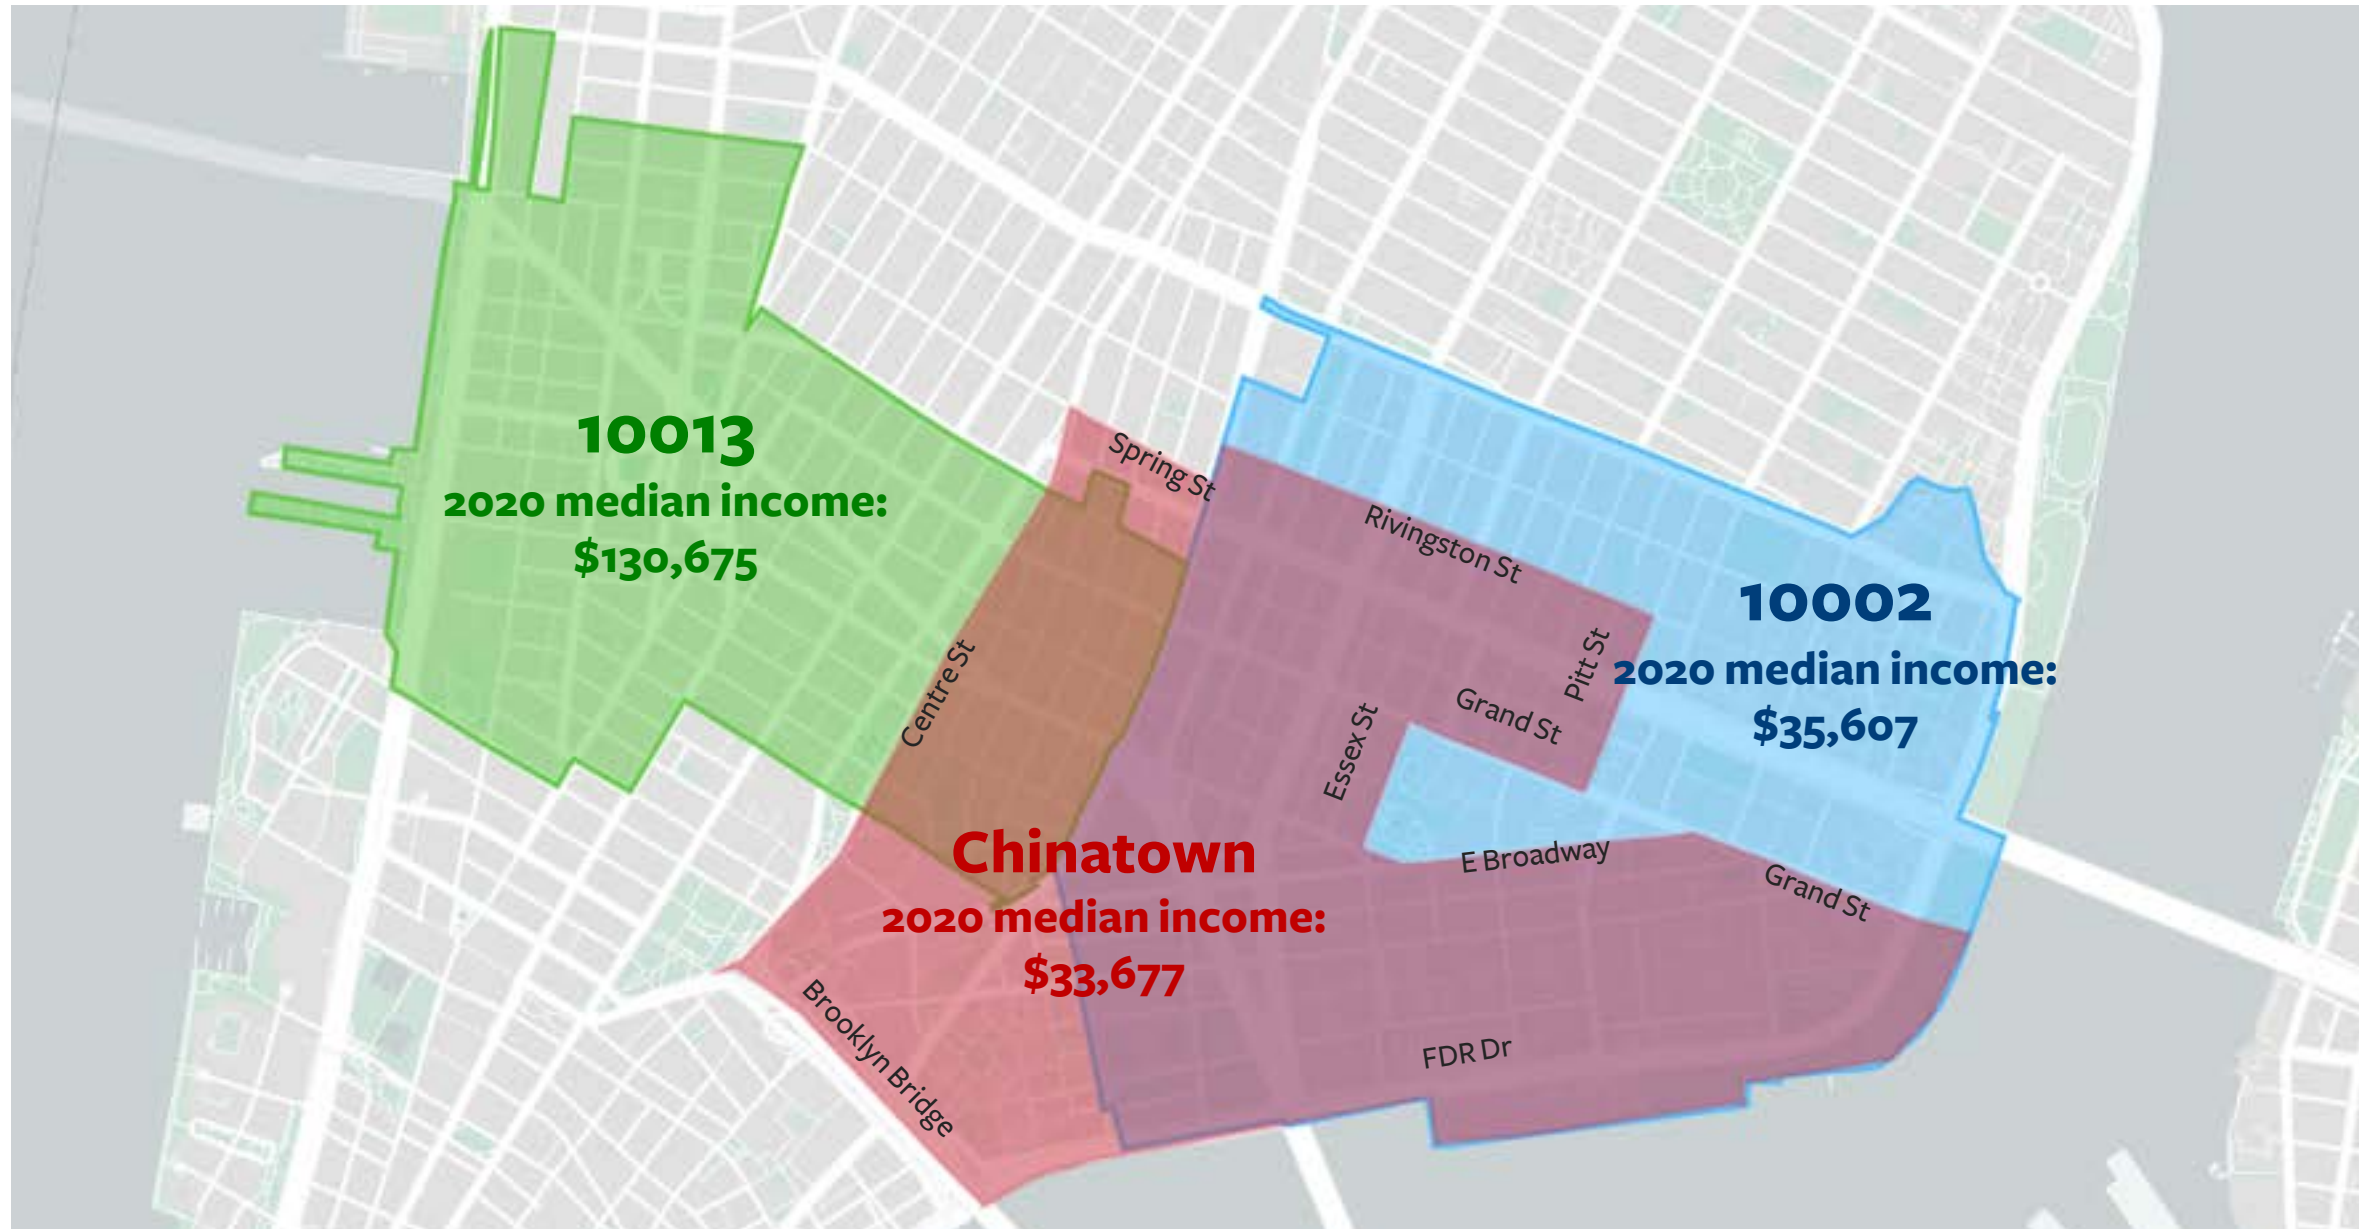 10013
2020 median income:
$130,675
Spring St
Rivingston St
10002
2020 median income:
$35,607
Pitt St
Centre St
Grand St
Essex St
Chinatown
2020 median income:
$33,677
E Broadway
Grand St
Brooklyn Bridge
FDR Dr